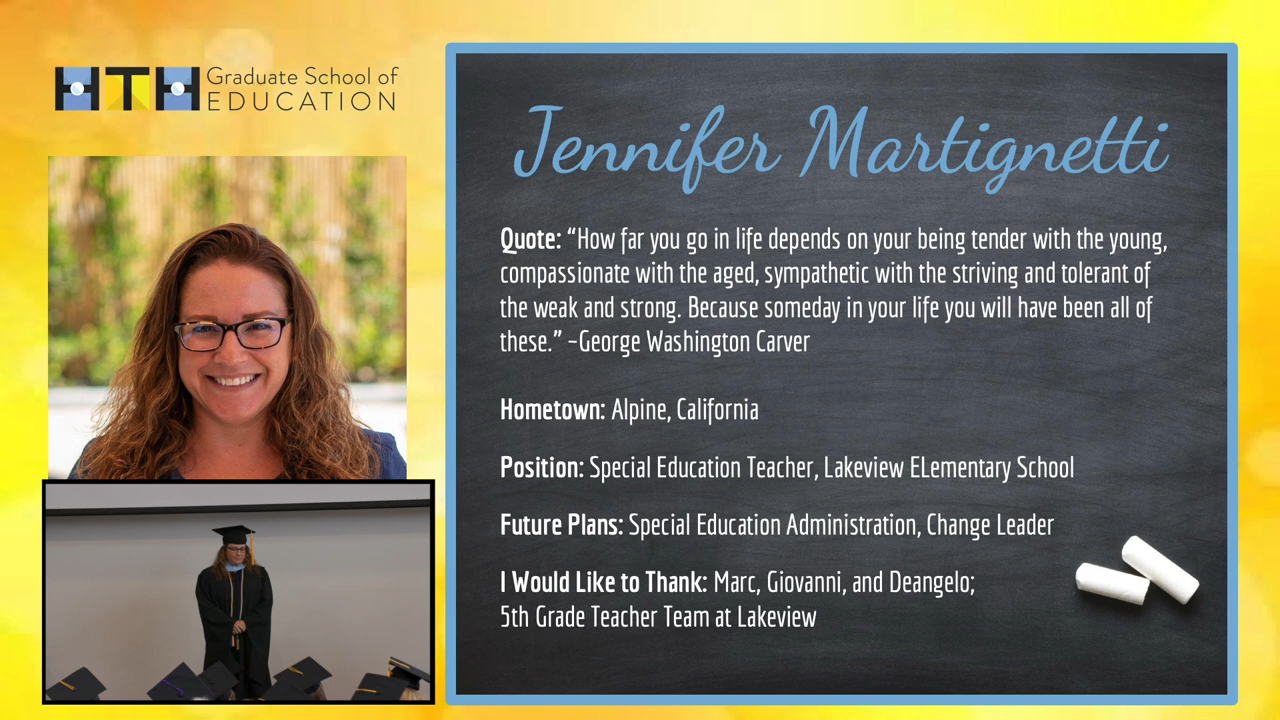 HTH Graduate School of
EDUCATION
Jennifer Martignetti
Quote: “How far you go in life depends on your being tender with the young,
compassionate with the aged, sympathetic with the striving and tolerant of
the weak and strong. Because someday in your life you will have been all of
these.” –George Washington Carver
Hometown: Alpine, California
Position: Special Education Teacher, Lakeview ELementary School
Future Plans: Special Education Administration, Change Leader
I Would Like to Thank: Marc, Giovanni, and Deangelo;
5th Grade Teacher Team at Lakeview